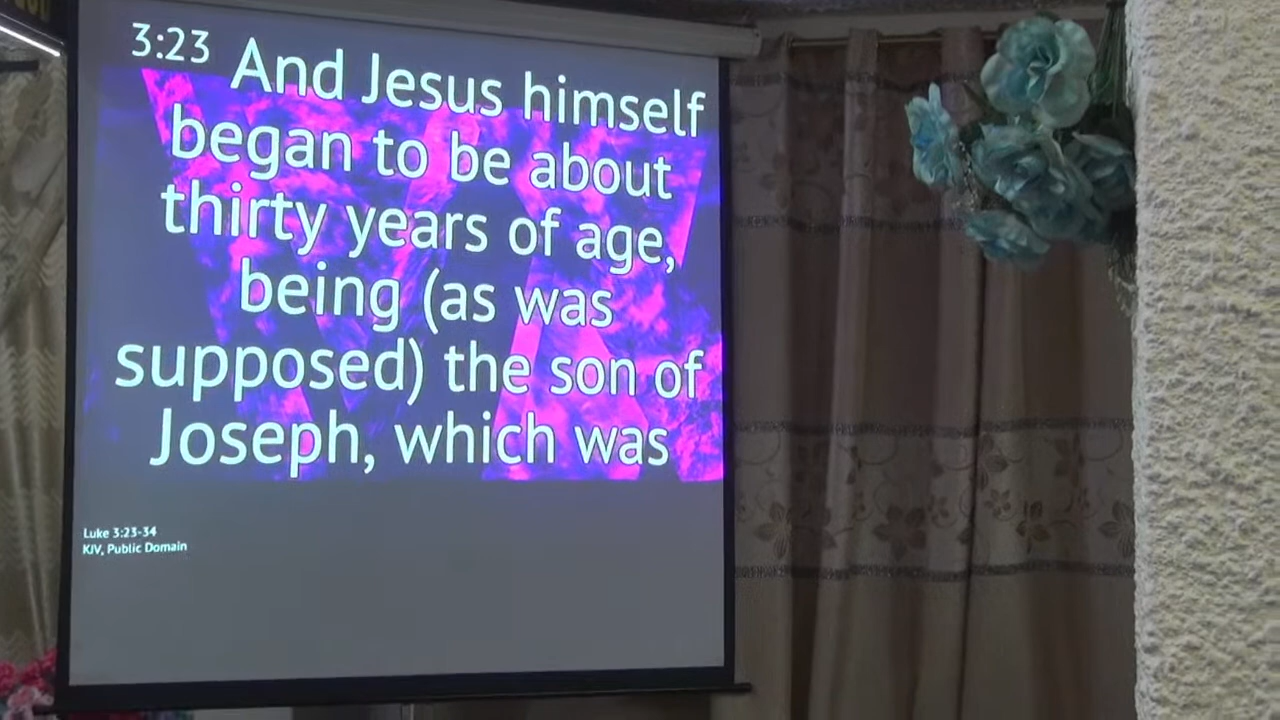 3:23 And Jesus himself
began to be about
thirty years of age,
being (as was
supposed) the son of
Joseph, which was
Luke 3:23-34
KJV, Public Domain